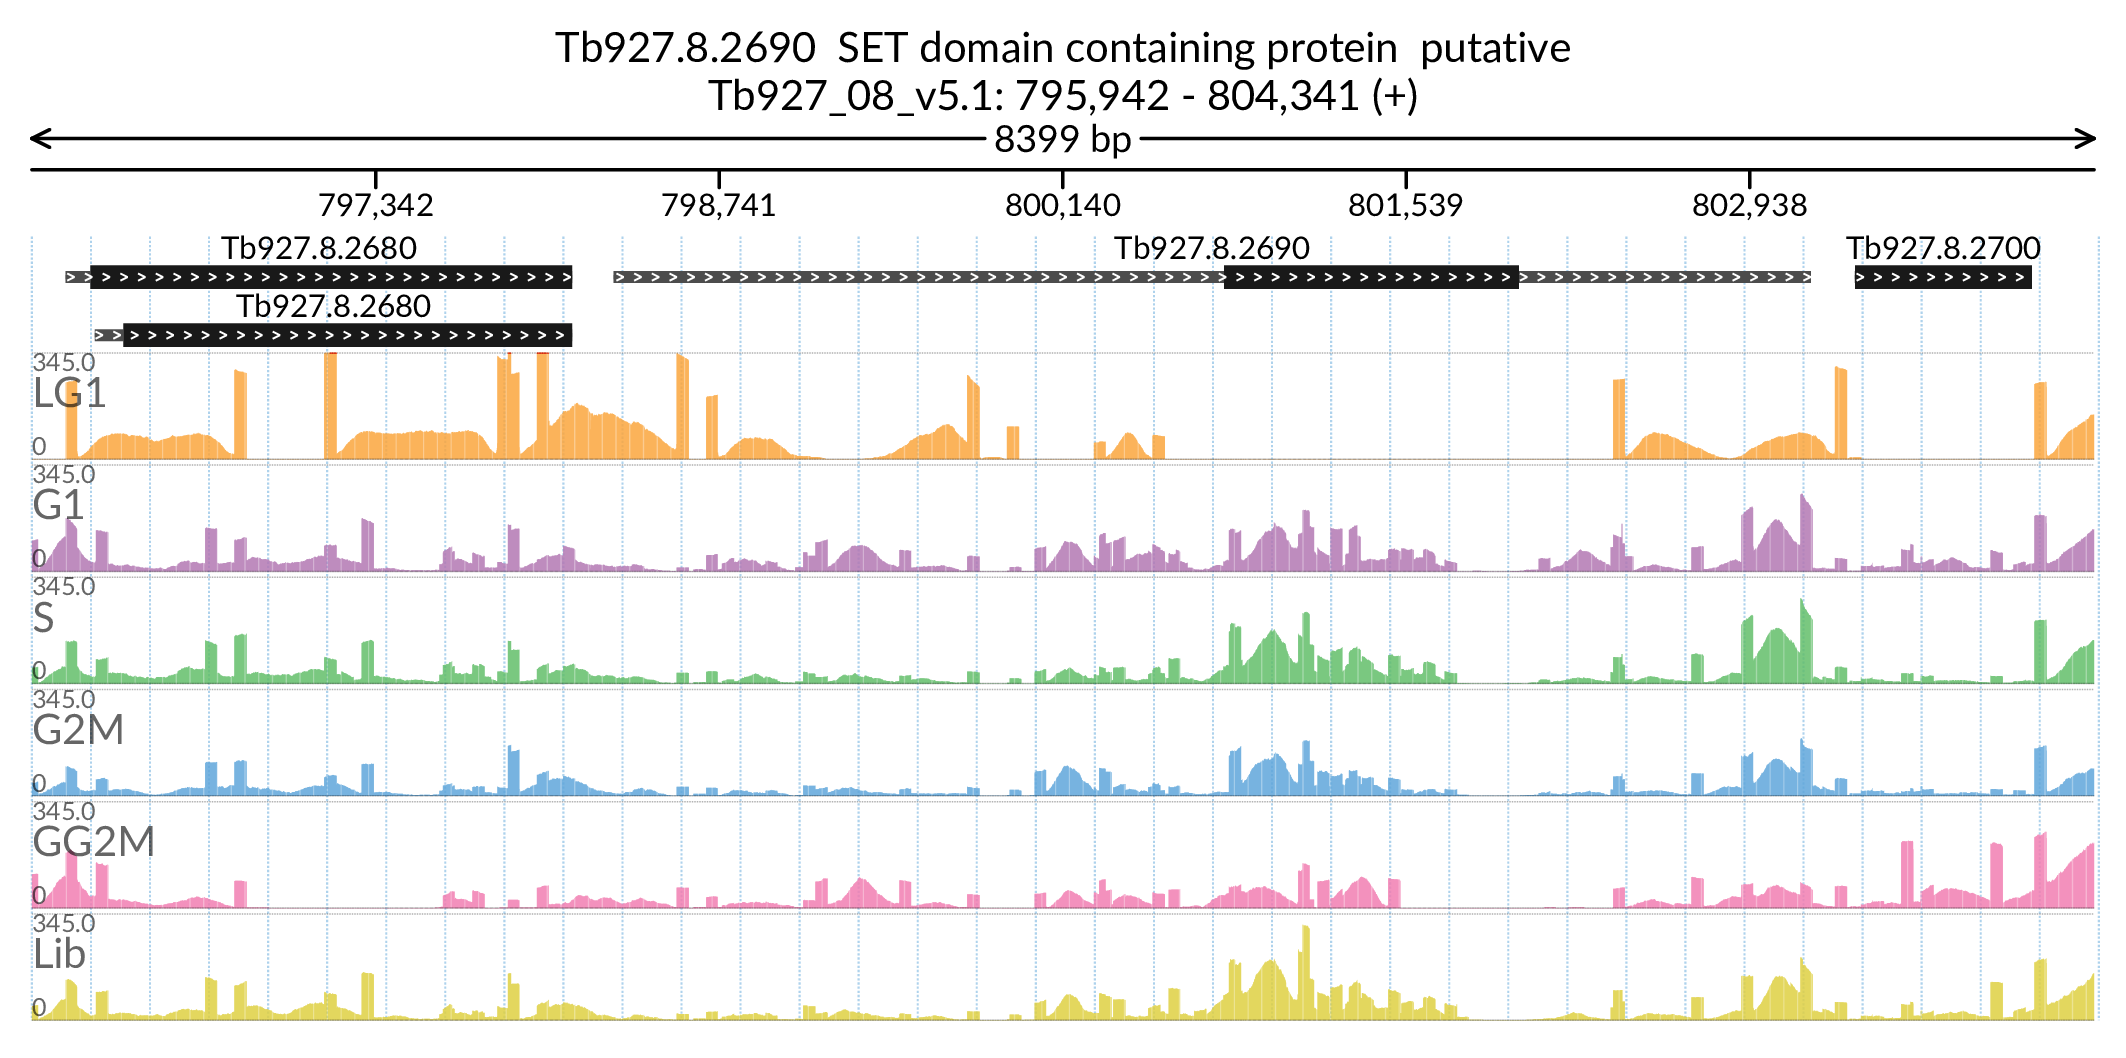 Tb927.8.2690  SET domain containing protein  putative
Tb927_08_v5.1: 795,942 - 804,341 (+)
8399 bp
797,342 798,741 800,140 801,539 802,938
Tb927.8.2680 Tb927.8.2690 Tb927.8.2700
Tb927.8.2680
345.0
LG1
0
345.0
G1
0
345.0
S
0
345.0
G2M
0
345.0
GG2M
0
345.0
Lib
0